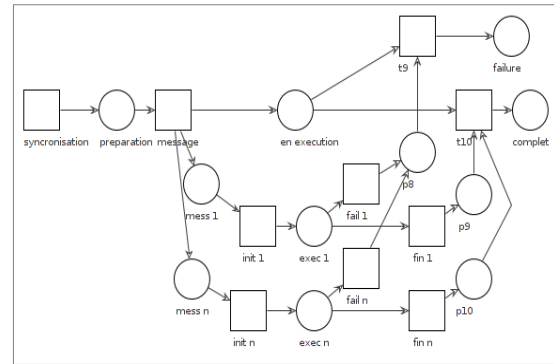 t9
failure
syncronisation
preparation
message
en execution
t10
complet
mess 1
fail 1
p8
init 1
exec 1
fin 1
p9
mess n
fail n
init n
exec n
fin n
p10